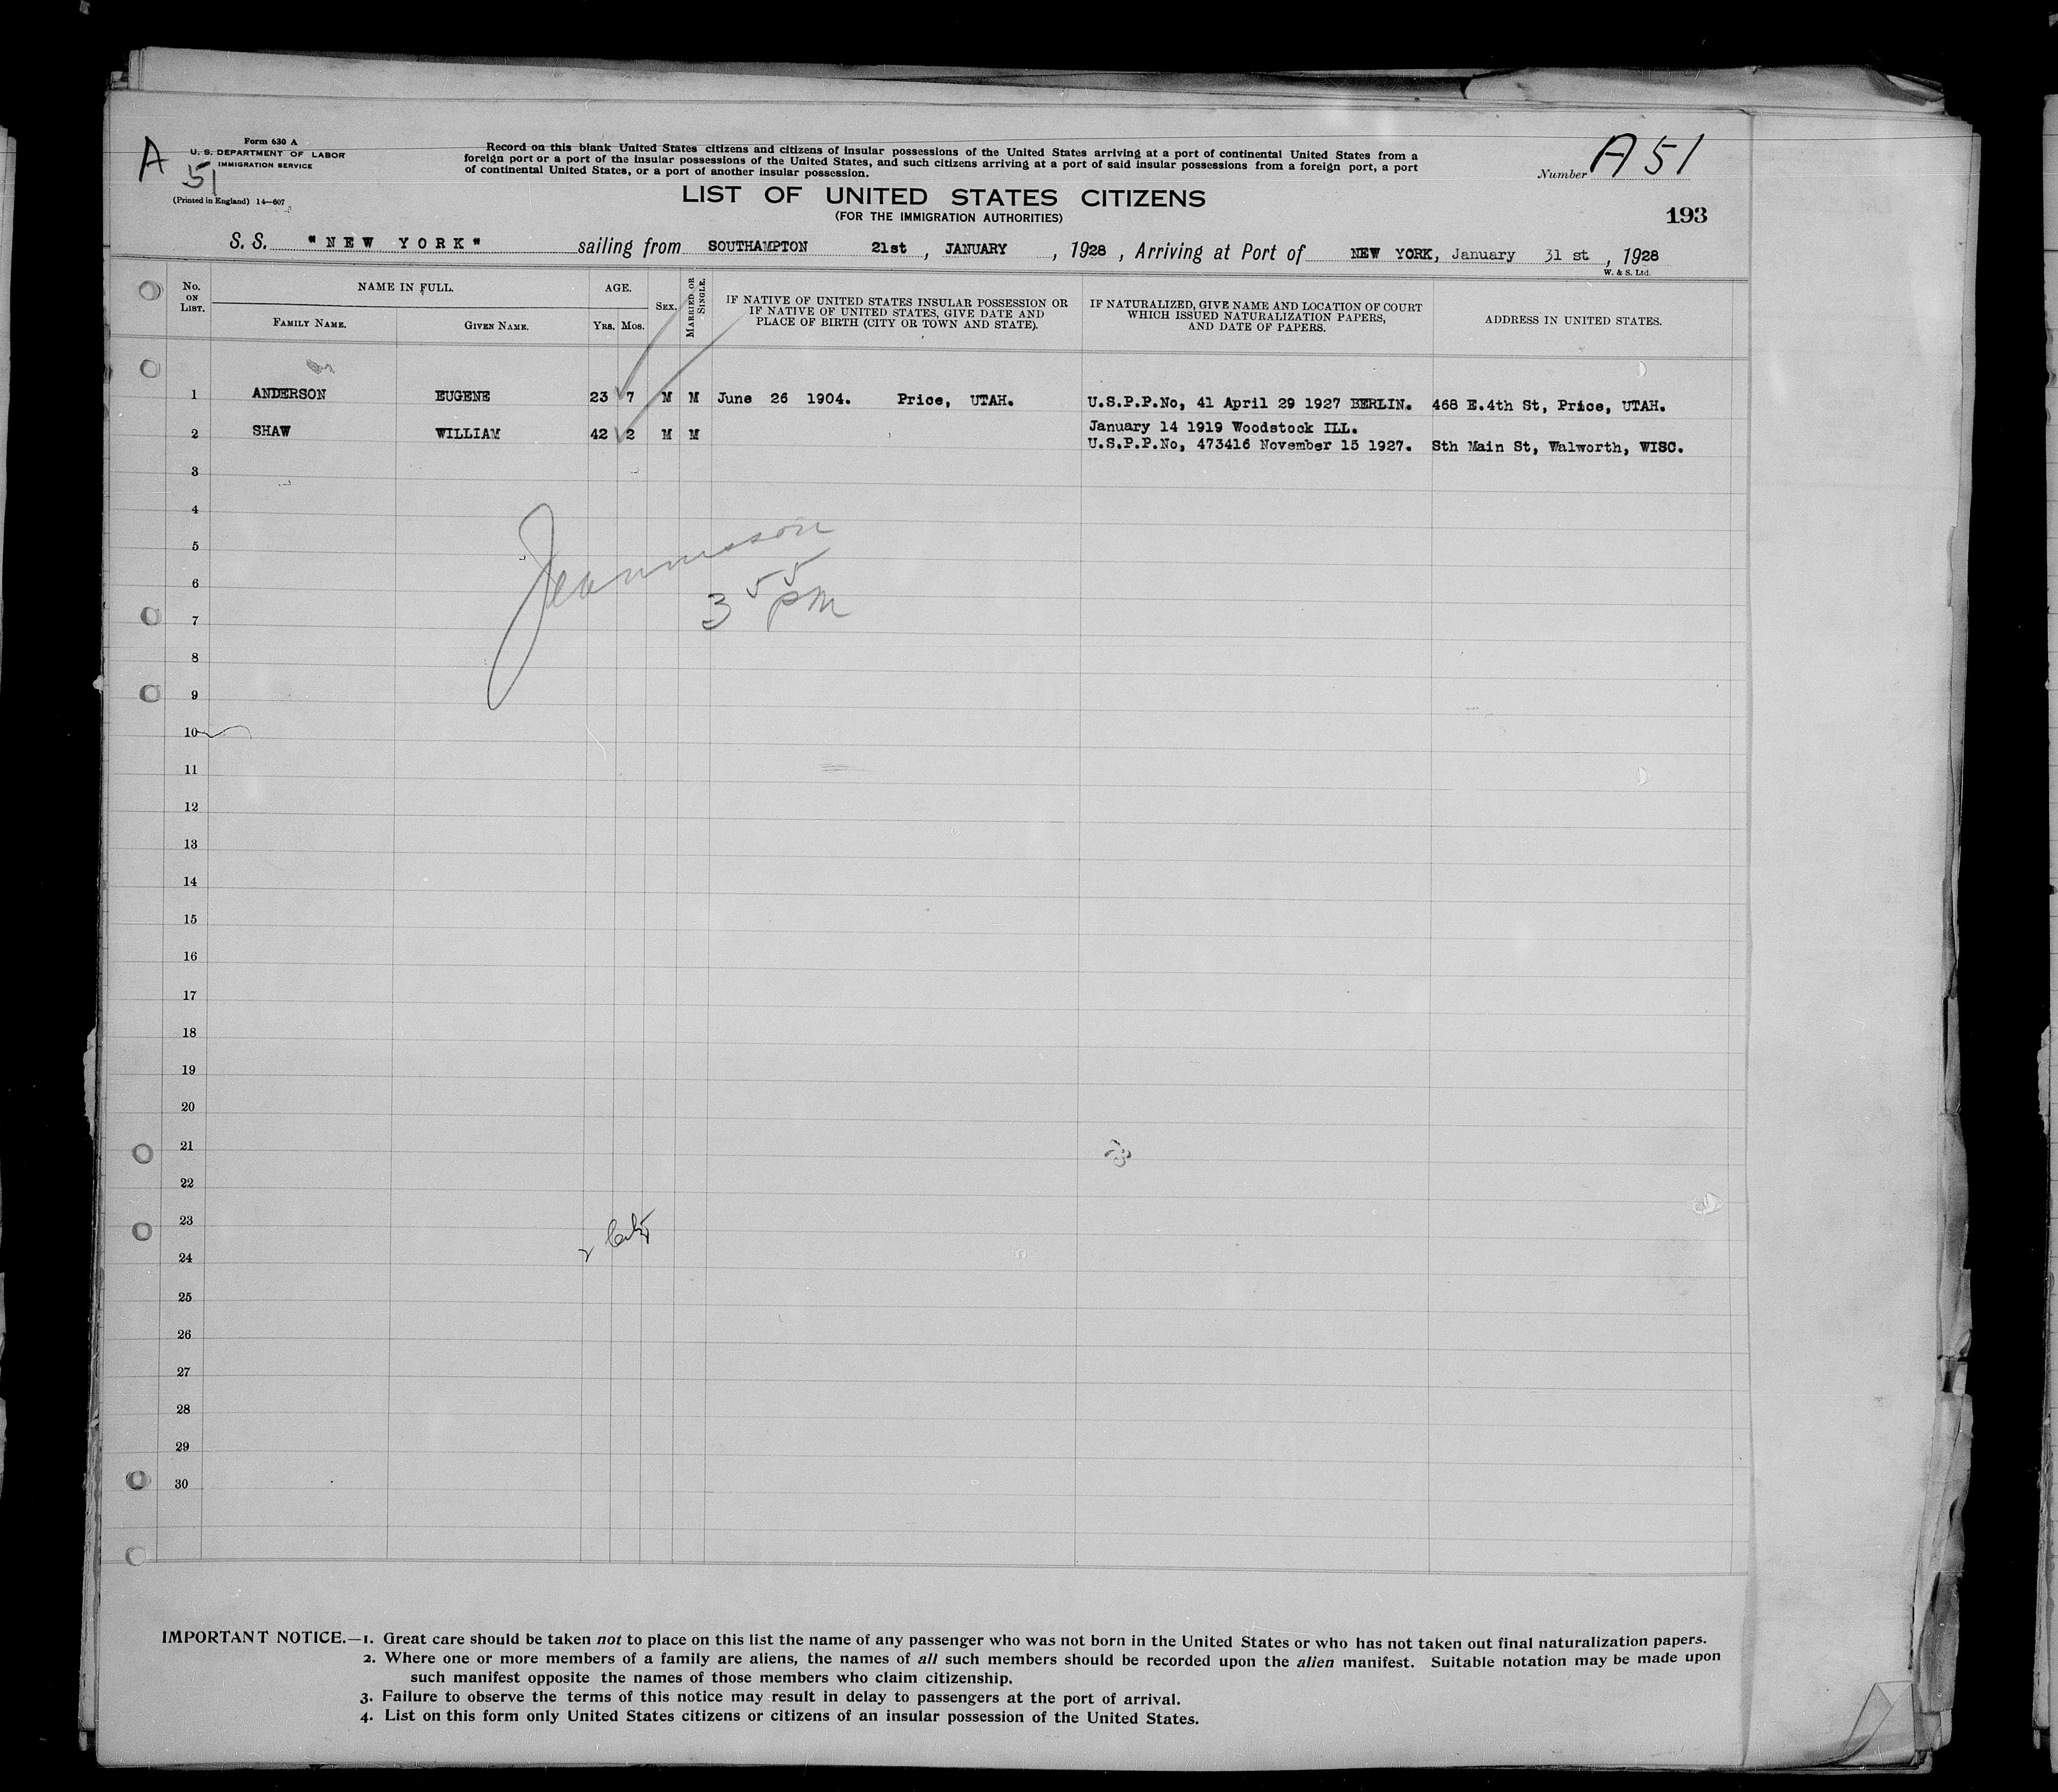 A
51
Form 630 A
U. S. DEPARTMENT OF LABOR
IMMIGRATION SERVICE
(Printed in England) 14—607
Record on this blank United States citizens and citizens of insular possessions of the United States arriving at a port of continental United States from a
foreign port or a port of the insular possessions of the United States, and such citizens arriving at a port of said insular possessions from a foreign port, a port
of continental United States, or a port of another insular possession.
Number A51
LIST OF UNITED STATES CITIZENS
(FOR THE IMMIGRATION AUTHORITIES)
193
S. S. "NEW YORK" sailing from SOUTHAMPTON 21st, JANUARY, 1928, Arriving at Port of NEW YORK, January 31 st, 1928
W. & S. Ltd.
No. ON LIST. NAME IN FULL. FAMILY NAME. GIVEN NAME. AGE. YRS. MOS. SEX. MARRIED OR SINGLE. IF NATIVE OF UNITED STATES INSULAR POSSESSION OR IF NATIVE OF UNITED STATES, GIVE DATE AND PLACE OF BIRTH (CITY OR TOWN AND STATE). IF NATURALIZED, GIVE NAME AND LOCATION OF COURT WHICH ISSUED NATURALIZATION PAPERS, AND DATE OF PAPERS. ADDRESS IN UNITED STATES.
1 ANDERSON EUGENE 23 7 M M June 26 1904. Price, UTAH. U.S.P.P.No, 41 April 29 1927 BERLIN. 468 E.4th St, Price, UTAH.
January 14 1919 Woodstock ILL.
2 SHAW WILLIAM 42 2 M M U.S.P.P.No, 473416 November 15 1927. Sth Main St, Walworth, WISC.
3
4
5
6
3 55 PM
7
8
9
10
11
12
13
14
15
16
17
18
19
20
21
22
23
24
25
26
27
28
29
30
IMPORTANT NOTICE.—1. Great care should be taken not to place on this list the name of any passenger who was not born in the United States or who has not taken out final naturalization papers.
2. Where one or more members of a family are aliens, the names of all such members should be recorded upon the alien manifest. Suitable notation may be made upon
such manifest opposite the names of those members who claim citizenship.
3. Failure to observe the terms of this notice may result in delay to passengers at the port of arrival.
4. List on this form only United States citizens or citizens of an insular possession of the United States.